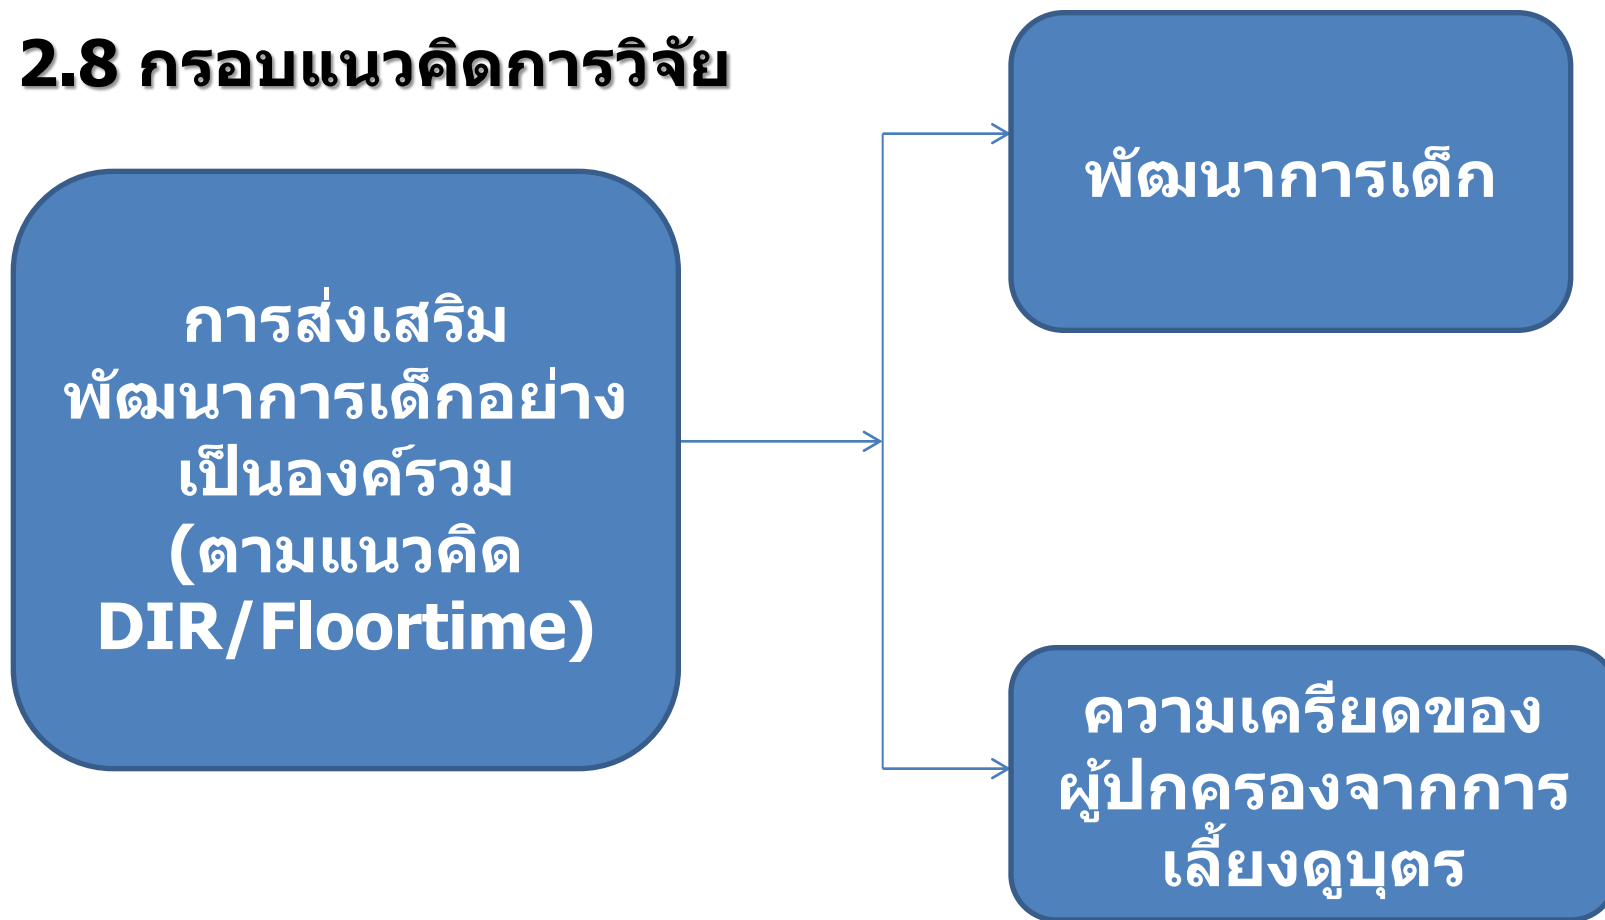 2.8 กรอบแนวคิดการวิจัย
การส่งเสริม
พัฒนาการเด็กอย่าง
เป็นองค์รวม
(ตามแนวคิด
DIR/Floortime)
พัฒนาการเด็ก
ความเครียดของ
ผู้ปกครองจากการ
เลี้ยงดูบุตร